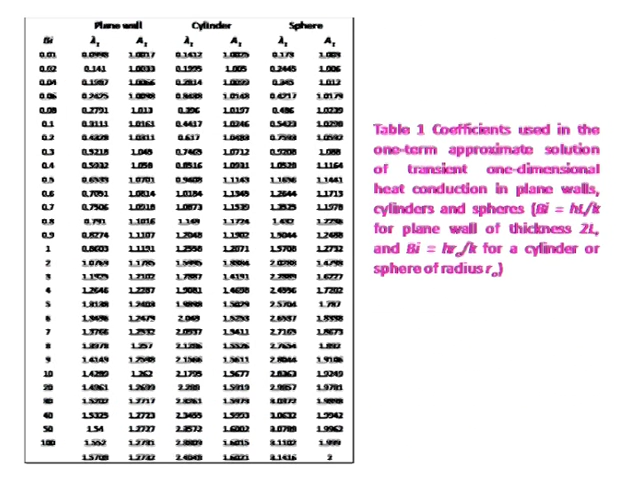 Plane wall Cylinder Sphere
Bi λ₁ A₁ λ₁ A₁ λ₁ A₁
0.01 0.0998 1.0017 0.1412 1.0025 0.173 1.003
0.02 0.141 1.0033 0.1995 1.005 0.2445 1.006
0.04 0.1987 1.0066 0.2814 1.0099 0.345 1.012
0.06 0.2425 1.0098 0.3438 1.0148 0.4217 1.0179
0.08 0.2791 1.013 0.396 1.0197 0.486 1.0239
0.1 0.3111 1.0161 0.4417 1.0246 0.5423 1.0298
0.2 0.4328 1.0311 0.617 1.0483 0.7593 1.0592
0.3 0.5218 1.045 0.7465 1.0712 0.9208 1.088
0.4 0.5932 1.058 0.8516 1.0931 1.0528 1.1164
0.5 0.6533 1.0701 0.9408 1.1143 1.1656 1.1441
0.6 0.7051 1.0814 1.0184 1.1345 1.2644 1.1713
0.7 0.7506 1.0918 1.0873 1.1539 1.3525 1.1978
0.8 0.791 1.1016 1.149 1.1724 1.432 1.2236
0.9 0.8274 1.1107 1.2048 1.1902 1.5044 1.2488
1 0.8603 1.1191 1.2558 1.2071 1.5708 1.2732
2 1.0769 1.1785 1.5995 1.3384 2.0288 1.4793
3 1.1925 1.2102 1.7887 1.4191 2.2889 1.6227
4 1.2646 1.2287 1.9081 1.4698 2.4556 1.7202
5 1.3138 1.2403 1.9898 1.5029 2.5704 1.787
6 1.3496 1.2479 2.049 1.5253 2.6537 1.8338
7 1.3766 1.2532 2.0937 1.5411 2.7165 1.8673
8 1.3978 1.257 2.1286 1.5526 2.7654 1.892
9 1.4149 1.2598 2.1566 1.5611 2.8044 1.9106
10 1.4289 1.262 2.1795 1.5677 2.8363 1.9249
20 1.4961 1.2699 2.288 1.5919 2.9857 1.9781
30 1.5202 1.2717 2.3261 1.5973 3.0372 1.9898
40 1.5325 1.2723 2.3455 1.5993 3.0632 1.9942
50 1.54 1.2727 2.3572 1.6002 3.0788 1.9962
100 1.552 1.2731 2.3809 1.6015 3.1102 1.999
1.5708 1.2732 2.4048 1.6021 3.1416 2
Table 1 Coefficients used in the
one-term approximate solution
of transient one-dimensional
heat conduction in plane walls,
cylinders and spheres (Bi = hL/k
for plane wall of thickness 2L,
and Bi = hrₒ/k for a cylinder or
sphere of radius rₒ)